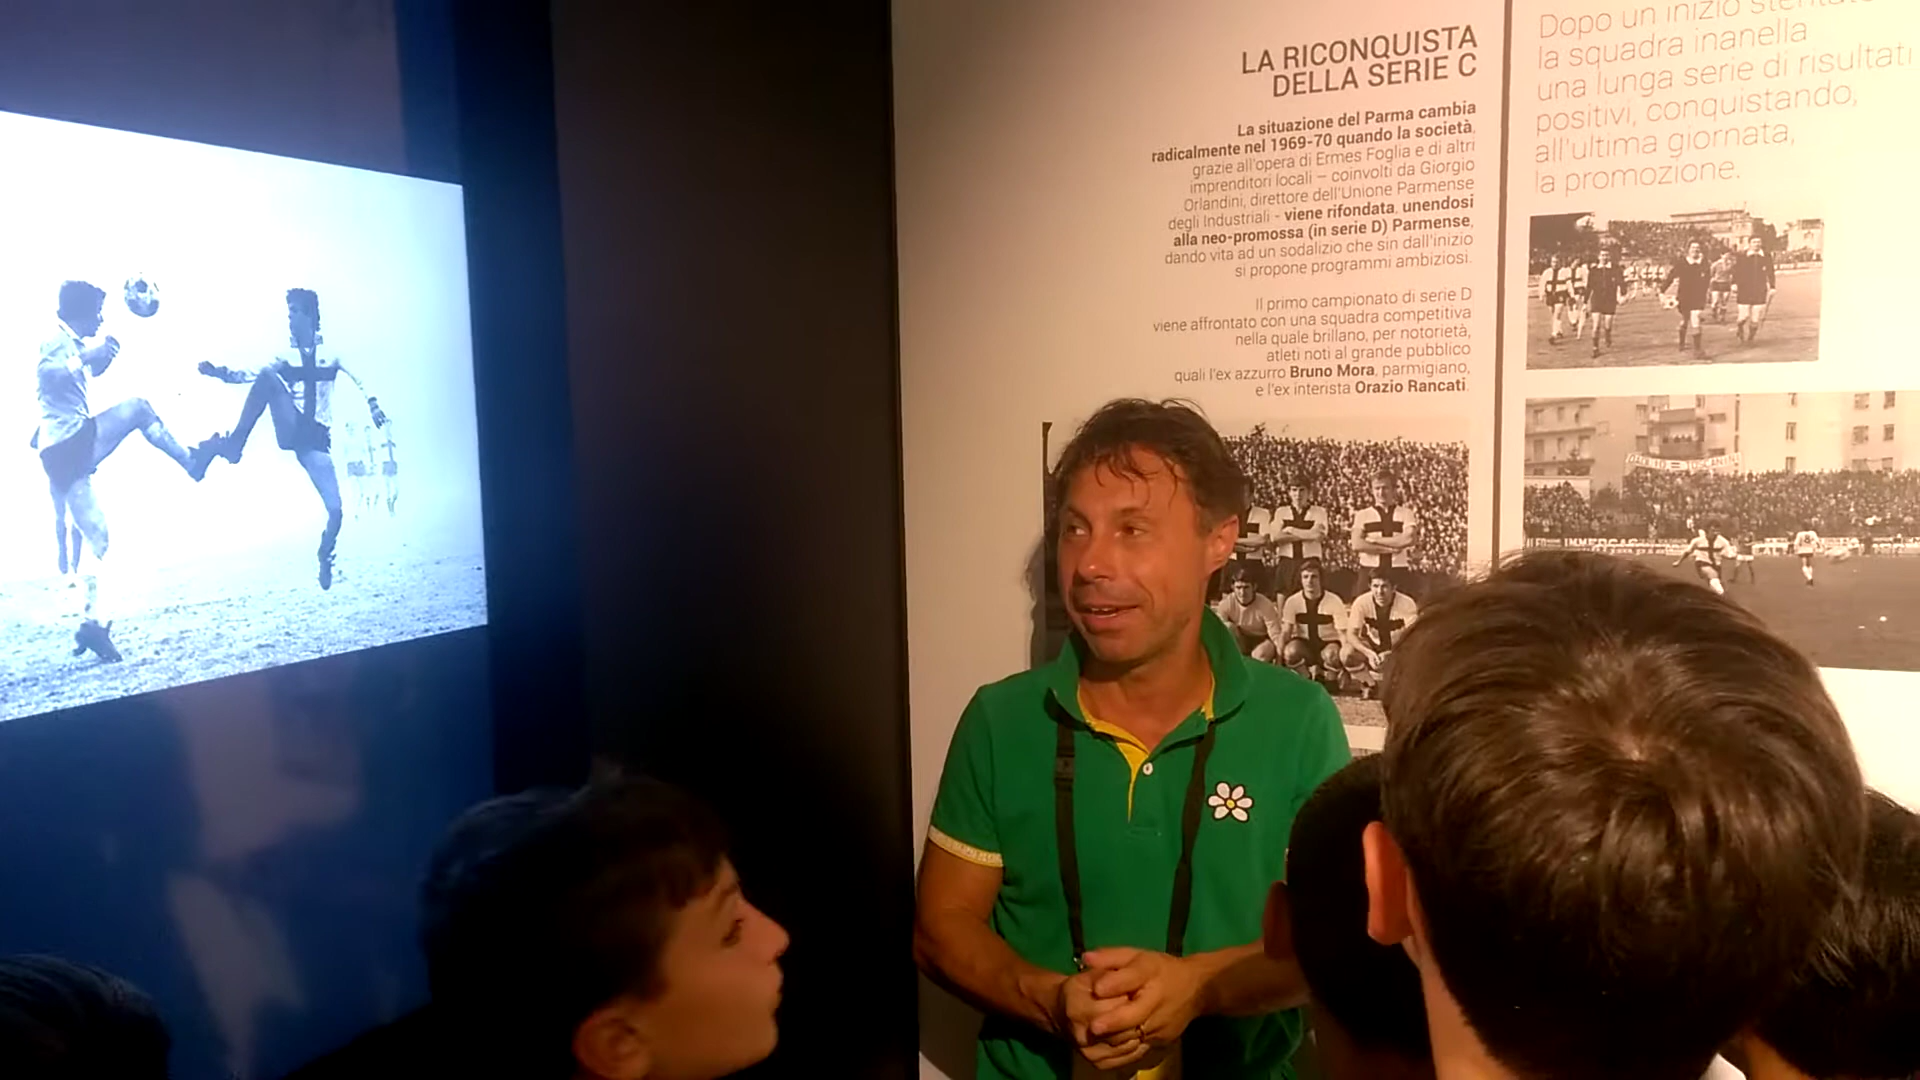 LA RICONQUISTA
DELLA SERIE C
La situazione del Parma cambia
radicalmente nel 1969-70 quando la società,
grazie all'opera di Ermes Foglia e di altri
imprenditori locali – coinvolti da Giorgio
Orlandini, direttore dell'Unione Parmense
degli Industriali - viene rifondata, unendosi
alla neo-promossa (in serie D) Parmense,
dando vita ad un sodalizio che sin dall'inizio
si propone programmi ambiziosi.
Il primo campionato di serie D
viene affrontato con una squadra competitiva
nella quale brillano, per notorietà,
atleti noti al grande pubblico
quali l'ex azzurro Bruno Mora, parmigiano,
e l'ex interista Orazio Rancati.
Dopo un inizio stentato
la squadra inanella
una lunga serie di risultati
positivi, conquistando,
all'ultima giornata,
la promozione.
IMMERGAS